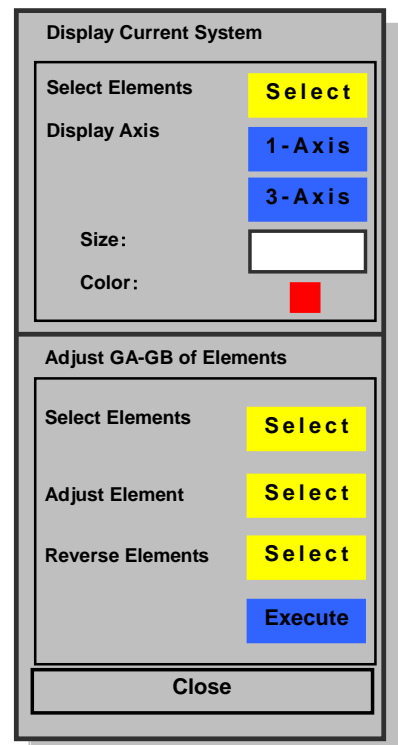 Display Current System
Select Elements Select
Display Axis 1-Axis
3-Axis
Size:
Color:
Adjust GA-GB of Elements
Select Elements Select
Adjust Element Select
Reverse Elements Select
Execute
Close